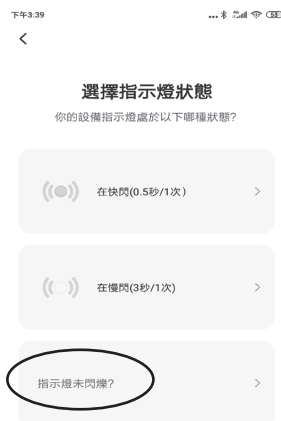 下午3:39
選擇指示燈狀態
你的設備指示燈處於以下哪種狀態?
在快閃(0.5秒/1次)
在慢閃(3秒/1次)
指示燈未閃爍?